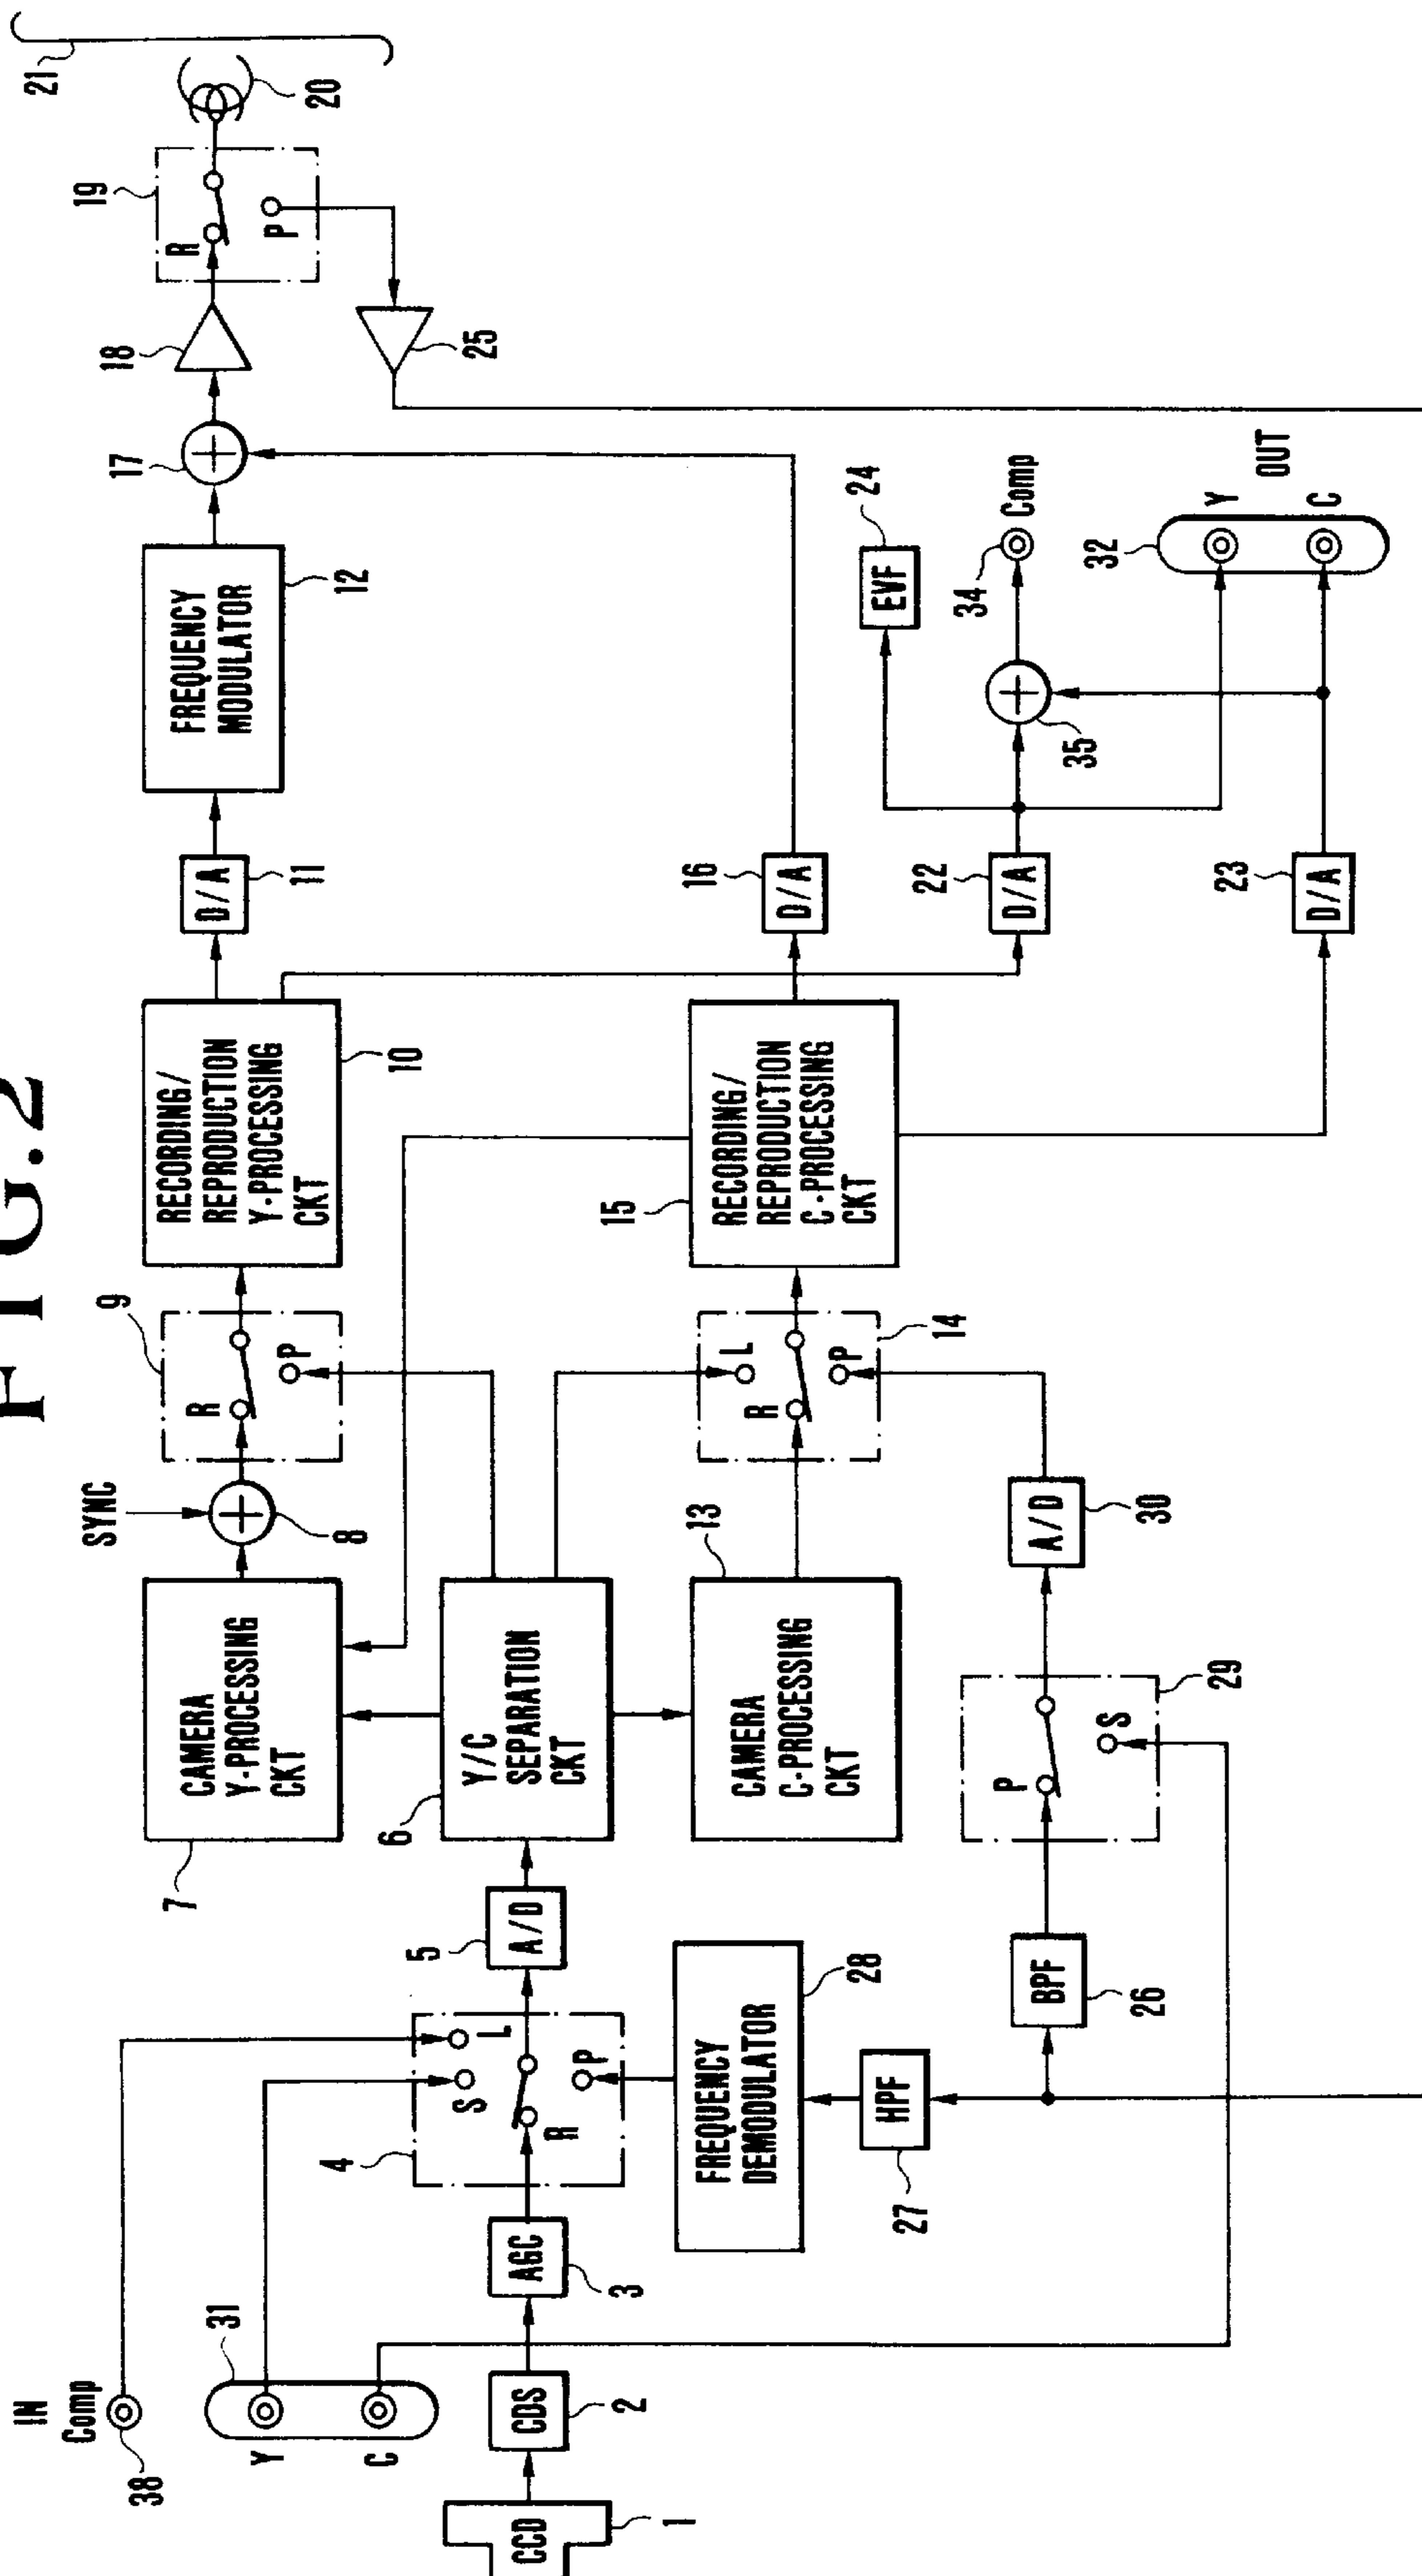 FIG.2
IN
Comp
38
31
Y
C
CCD
1
CDS
2
AGC
3
4
S
L
R
P
A/D
5
Y/C
SEPARATION
CKT
6
CAMERA
Y-PROCESSING
CKT
7
SYNC
8
9
R
P
RECORDING/
REPRODUCTION
Y-PROCESSING
CKT
10
D/A
11
FREQUENCY
MODULATOR
12
17
18
19
R
P
20
21
25
CAMERA
C-PROCESSING
CKT
13
14
L
R
P
RECORDING/
REPRODUCTION
C-PROCESSING
CKT
15
D/A
16
D/A
22
D/A
23
EVF
24
35
34
Comp
32
Y
C
OUT
FREQUENCY
DEMODULATOR
28
HPF
27
BPF
26
29
P
S
A/D
30